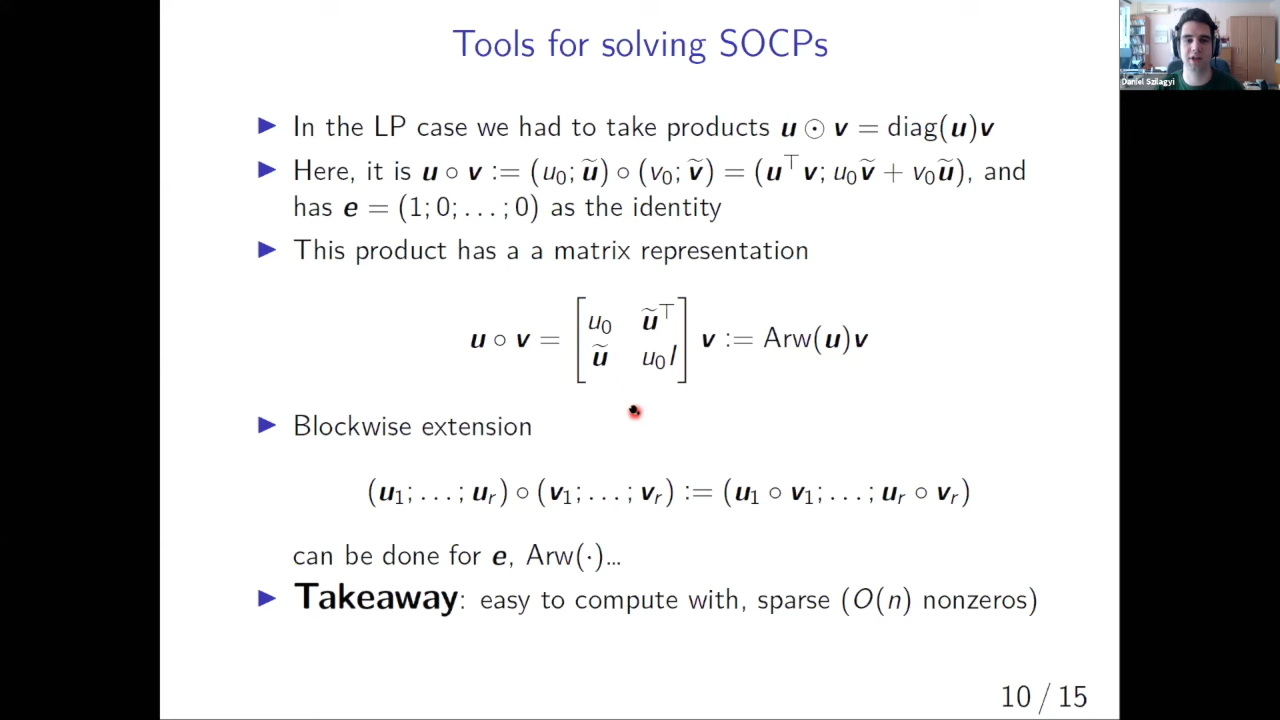 Tools for solving SOCPs
Daniel Szilagyi
▶ In the LP case we had to take products u ⊙ v = diag(u)v
▶ Here, it is u ∘ v := (u₀; ũ) ∘ (v₀; ṽ) = (u⊤v; u₀ṽ + v₀ũ), and
has e = (1; 0; . . . ; 0) as the identity
▶ This product has a a matrix representation
u ∘ v = [u₀ ũ⊤
ũ u₀I] v := Arw(u)v
▶ Blockwise extension
(u₁; . . . ; uᵣ) ∘ (v₁; . . . ; vᵣ) := (u₁ ∘ v₁; . . . ; uᵣ ∘ vᵣ)
can be done for e, Arw(·)...
▶ Takeaway: easy to compute with, sparse (O(n) nonzeros)
10 / 15